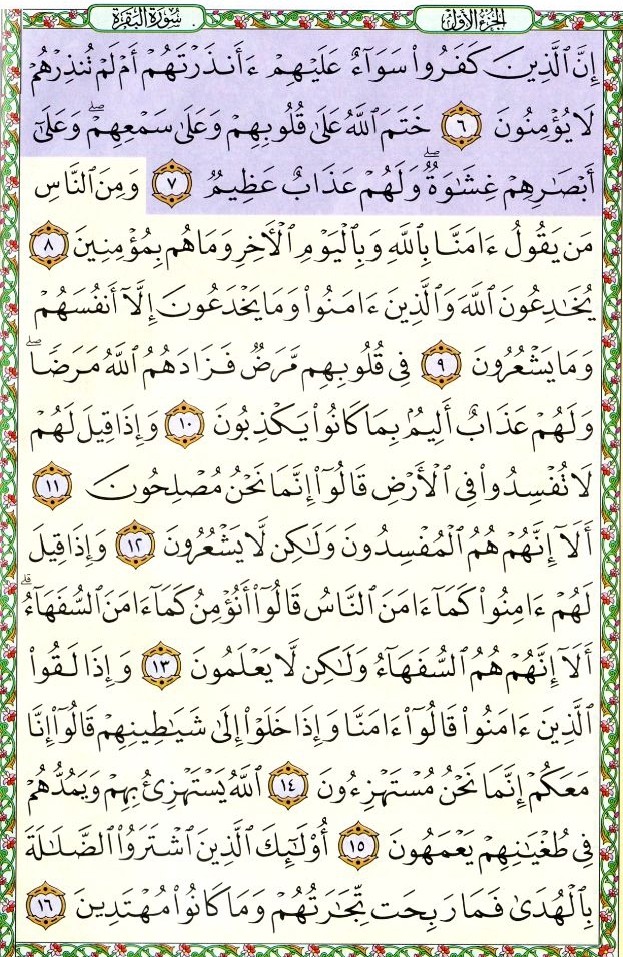 سُورَةُ البَقَرَةِ
الجُزْءُ الأَوَّلُ
إِنَّ ٱلَّذِينَ كَفَرُوا۟ سَوَآءٌ عَلَيْهِمْ ءَأَنذَرْتَهُمْ أَمْ لَمْ تُنذِرْهُمْ
لَا يُؤْمِنُونَ ٦ خَتَمَ ٱللَّهُ عَلَىٰ قُلُوبِهِمْ وَعَلَىٰ سَمْعِهِمْ ۖ وَعَلَىٰٓ
أَبْصَـٰرِهِمْ غِشَـٰوَةٌ ۖ وَلَهُمْ عَذَابٌ عَظِيمٌ ٧ وَمِنَ ٱلنَّاسِ
مَن يَقُولُ ءَامَنَّا بِٱللَّهِ وَبِٱلْيَوْمِ ٱلْـَٔاخِرِ وَمَا هُم بِمُؤْمِنِينَ ٨
يُخَـٰدِعُونَ ٱللَّهَ وَٱلَّذِينَ ءَامَنُوا۟ وَمَا يَخْدَعُونَ إِلَّآ أَنفُسَهُمْ
وَمَا يَشْعُرُونَ ٩ فِى قُلُوبِهِم مَّرَضٌ فَزَادَهُمُ ٱللَّهُ مَرَضًا ۖ
وَلَهُمْ عَذَابٌ أَلِيمٌۢ بِمَا كَانُوا۟ يَكْذِبُونَ ١٠ وَإِذَا قِيلَ لَهُمْ
لَا تُفْسِدُوا۟ فِى ٱلْأَرْضِ قَالُوٓا۟ إِنَّمَا نَحْنُ مُصْلِحُونَ ١١
أَلَآ إِنَّهُمْ هُمُ ٱلْمُفْسِدُونَ وَلَـٰكِن لَّا يَشْعُرُونَ ١٢ وَإِذَا قِيلَ
لَهُمْ ءَامِنُوا۟ كَمَآ ءَامَنَ ٱلنَّاسُ قَالُوٓا۟ أَنُؤْمِنُ كَمَآ ءَامَنَ ٱلسُّفَهَآءُ ۗ
أَلَآ إِنَّهُمْ هُمُ ٱلسُّفَهَآءُ وَلَـٰكِن لَّا يَعْلَمُونَ ١٣ وَإِذَا لَقُوا۟
ٱلَّذِينَ ءَامَنُوا۟ قَالُوٓا۟ ءَامَنَّا وَإِذَا خَلَوْا۟ إِلَىٰ شَيَـٰطِينِهِمْ قَالُوٓا۟ إِنَّا
مَعَكُمْ إِنَّمَا نَحْنُ مُسْتَهْزِءُونَ ١٤ ٱللَّهُ يَسْتَهْزِئُ بِهِمْ وَيَمُدُّهُمْ
فِى طُغْيَـٰنِهِمْ يَعْمَهُونَ ١٥ أُو۟لَـٰٓئِكَ ٱلَّذِينَ ٱشْتَرَوُا۟ ٱلضَّلَـٰلَةَ
بِٱلْهُدَىٰ فَمَا رَبِحَت تِّجَـٰرَتُهُمْ وَمَا كَانُوا۟ مُهْتَدِينَ ١٦